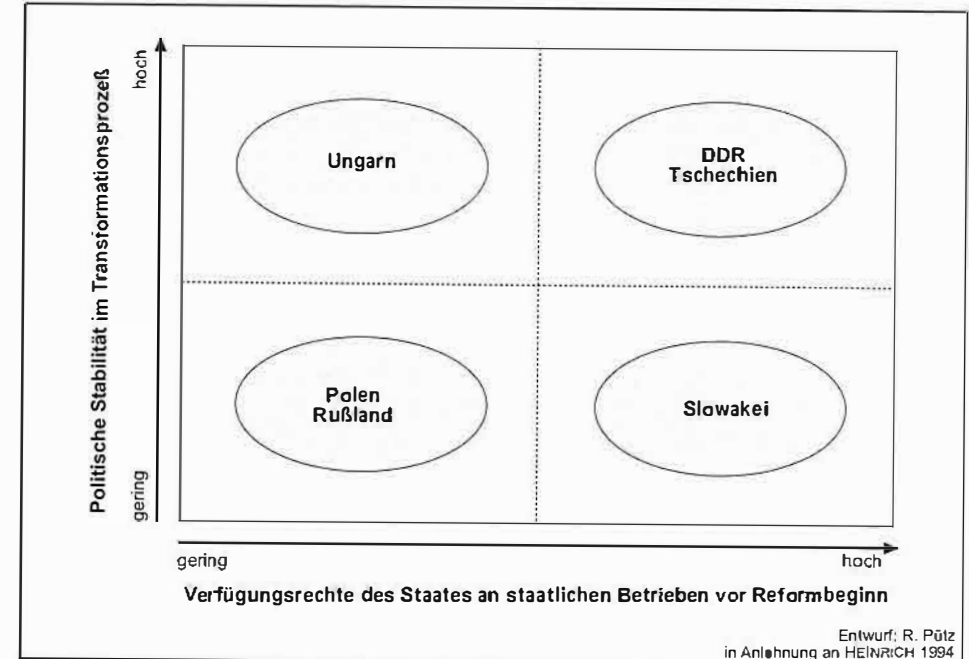 Politische Stabilität im Transformationsprozeß
hoch
gering
Ungarn
DDR
Tschechien
Polen
Rußland
Slowakei
gering
hoch
Verfügungsrechte des Staates an staatlichen Betrieben vor Reformbeginn
Entwurf: R. Pütz
in Anlehnung an HEINRICH 1994